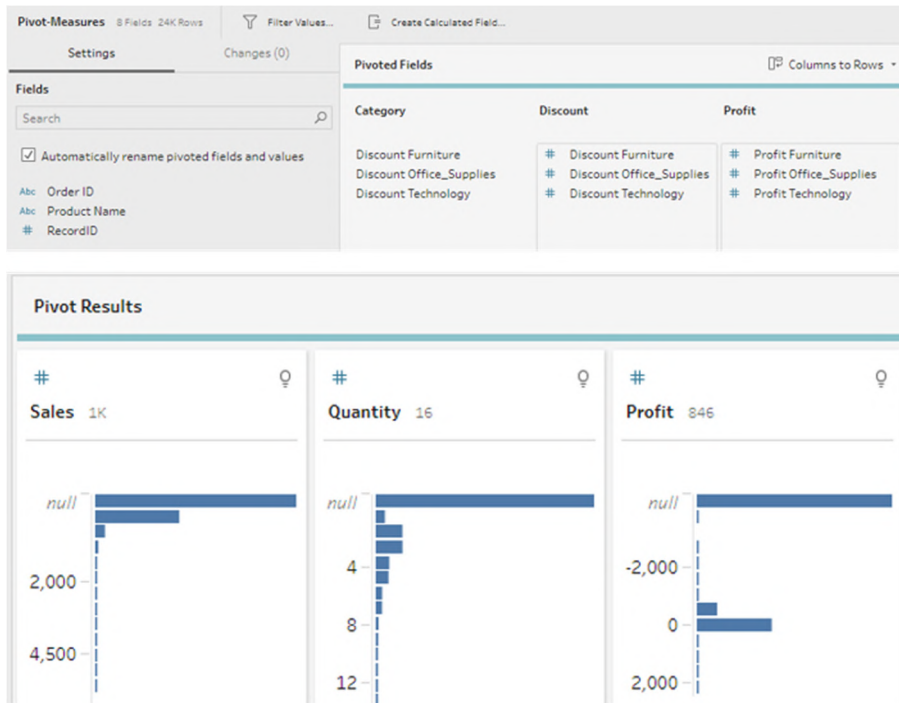 Pivot-Measures 8 Fields 24K Rows Filter Values... Create Calculated Field...
Settings Changes (0)
Pivoted Fields Columns to Rows
Fields
Search
Automatically rename pivoted fields and values
Abc Order ID
Abc Product Name
# RecordID
Category Discount Profit
Discount Furniture # Discount Furniture # Profit Furniture
Discount Office_Supplies # Discount Office_Supplies # Profit Office_Supplies
Discount Technology # Discount Technology # Profit Technology
Pivot Results
# # #
Sales 1K Quantity 16 Profit 846
null null null
2,000 4 -2,000
4,500 8 0
12 2,000